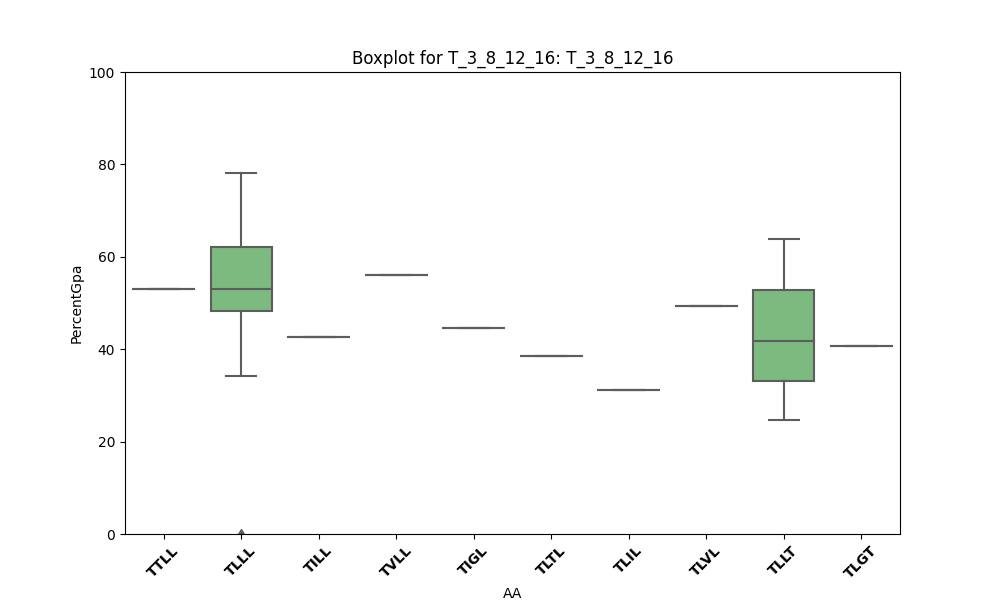 Boxplot for T_3_8_12_16: T_3_8_12_16
100
80
60
40
20
0
PercentGpa
TTLL
TLLL
TILL
TVLL
TIGL
TLTL
TLIL
TLVL
TLLT
TLGT
AA